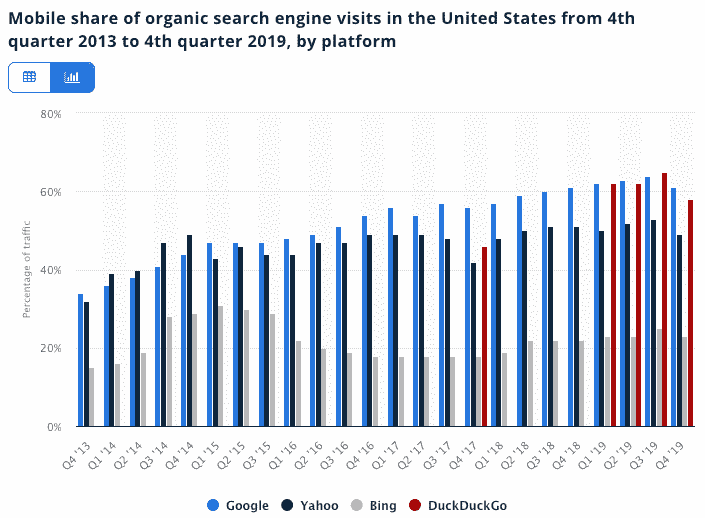 Mobile share of organic search engine visits in the United States from 4th
quarter 2013 to 4th quarter 2019, by platform
80%
60%
40%
20%
0%
Percentage of traffic
Q4 '13
Q1 '14
Q2 '14
Q3 '14
Q4 '14
Q1 '15
Q2 '15
Q3 '15
Q1 '16
Q2 '16
Q3 '16
Q4 '16
Q1 '17
Q2 '17
Q3 '17
Q4 '17
Q1 '18
Q2 '18
Q3 '18
Q4 '18
Q1 '19
Q2 '19
Q3 '19
Q4 '19
Google
Yahoo
Bing
DuckDuckGo